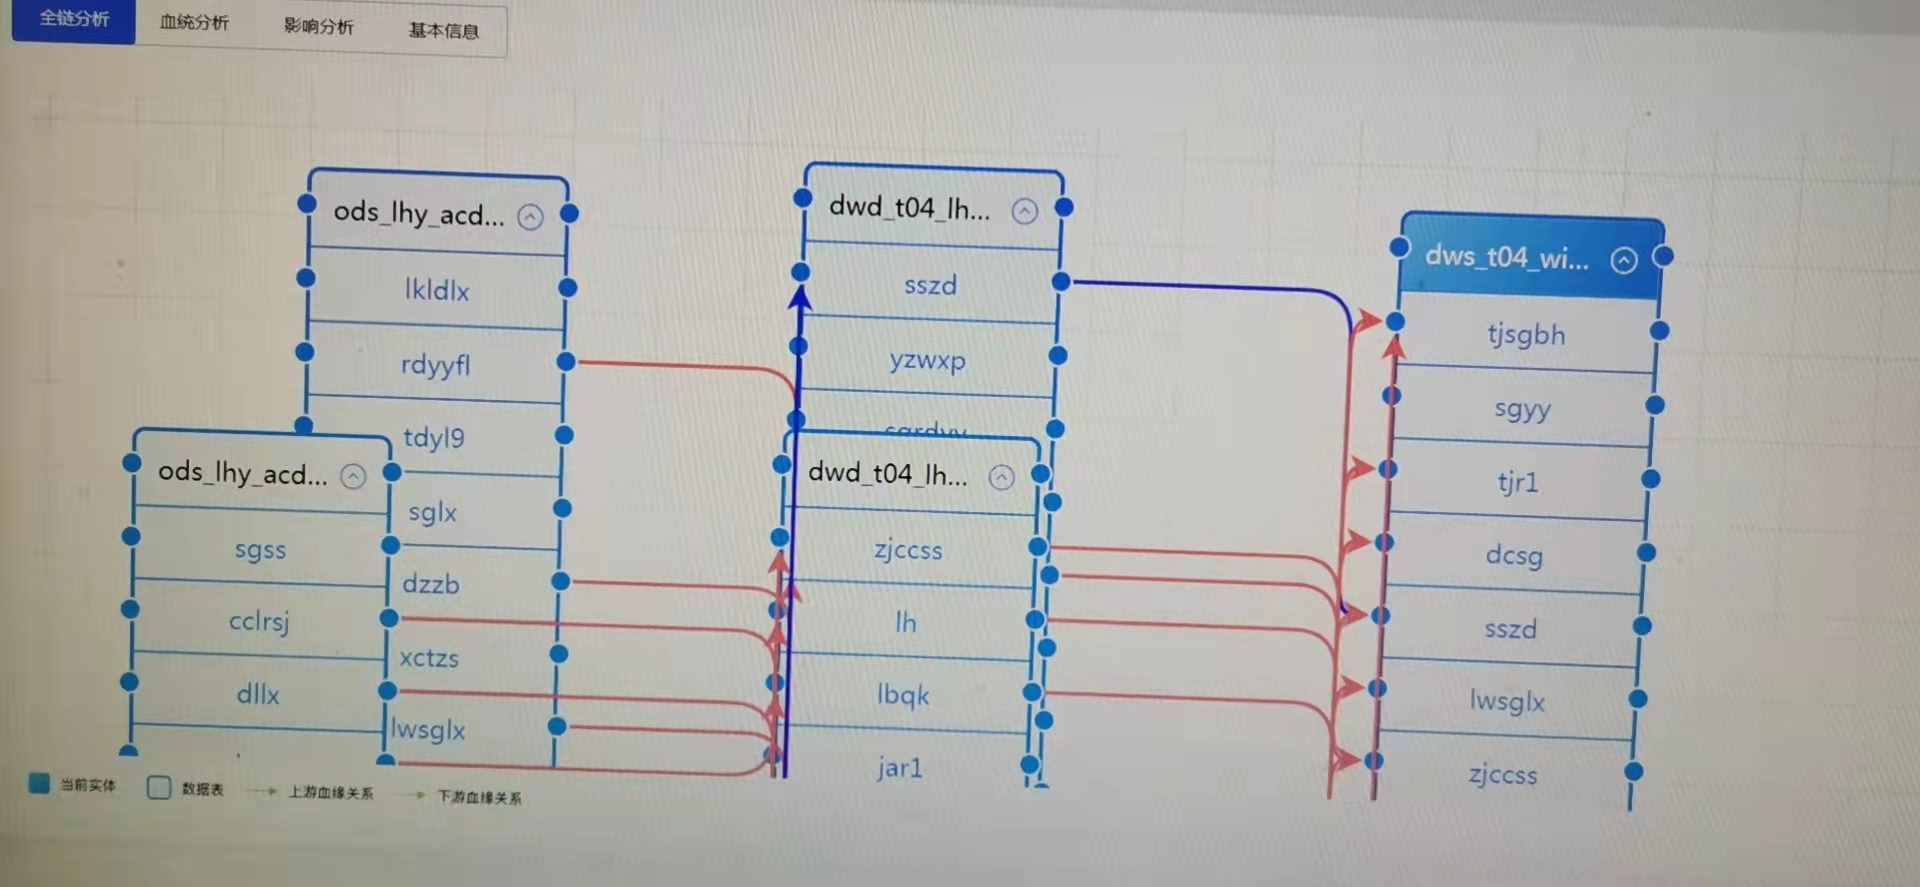 全链分析 血统分析 影响分析 基本信息
ods_lhy_acd...
lkldlx
rdyyfl
tdyl9
sglx
dzzb
xctzs
lwsglx
ods_lhy_acd...
sgss
cclrsj
dllx
dwd_t04_lh...
sszd
yzwxp
dwd_t04_lh...
zjccss
lh
lbqk
jar1
dws_t04_wi...
tjsgbh
sgyy
tjr1
dcsg
sszd
lwsglx
zjccss
当前实体 数据表 上游血缘关系 下游血缘关系